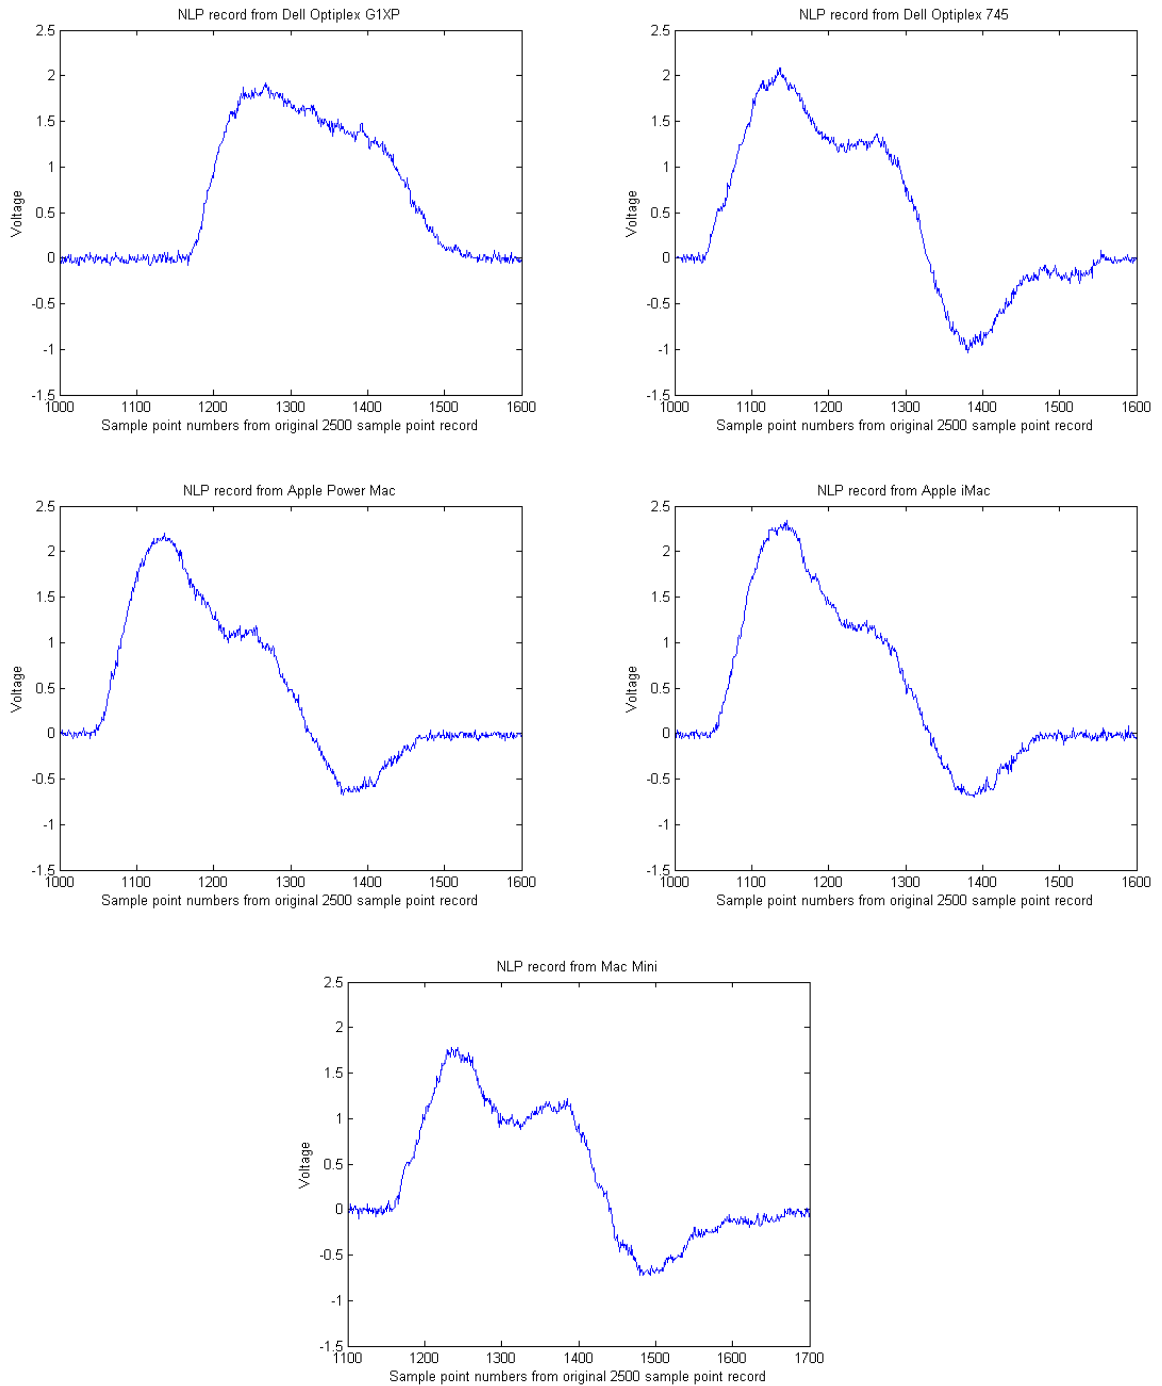 NLP record from Dell Optiplex G1XP
2.5
2
1.5
1
0.5
0
-0.5
-1
-1.5
Voltage
1000 1100 1200 1300 1400 1500 1600
Sample point numbers from original 2500 sample point record
NLP record from Dell Optiplex 745
2.5
2
1.5
1
0.5
0
-0.5
-1
-1.5
Voltage
1000 1100 1200 1300 1400 1500 1600
Sample point numbers from original 2500 sample point record
NLP record from Apple Power Mac
2.5
2
1.5
1
0.5
0
-0.5
-1
-1.5
Voltage
1000 1100 1200 1300 1400 1500 1600
Sample point numbers from original 2500 sample point record
NLP record from Apple iMac
2.5
2
1.5
1
0.5
0
-0.5
-1
-1.5
Voltage
1000 1100 1200 1300 1400 1500 1600
Sample point numbers from original 2500 sample point record
NLP record from Mac Mini
2.5
2
1.5
1
0.5
0
-0.5
-1
-1.5
Voltage
1100 1200 1300 1400 1500 1600 1700
Sample point numbers from original 2500 sample point record